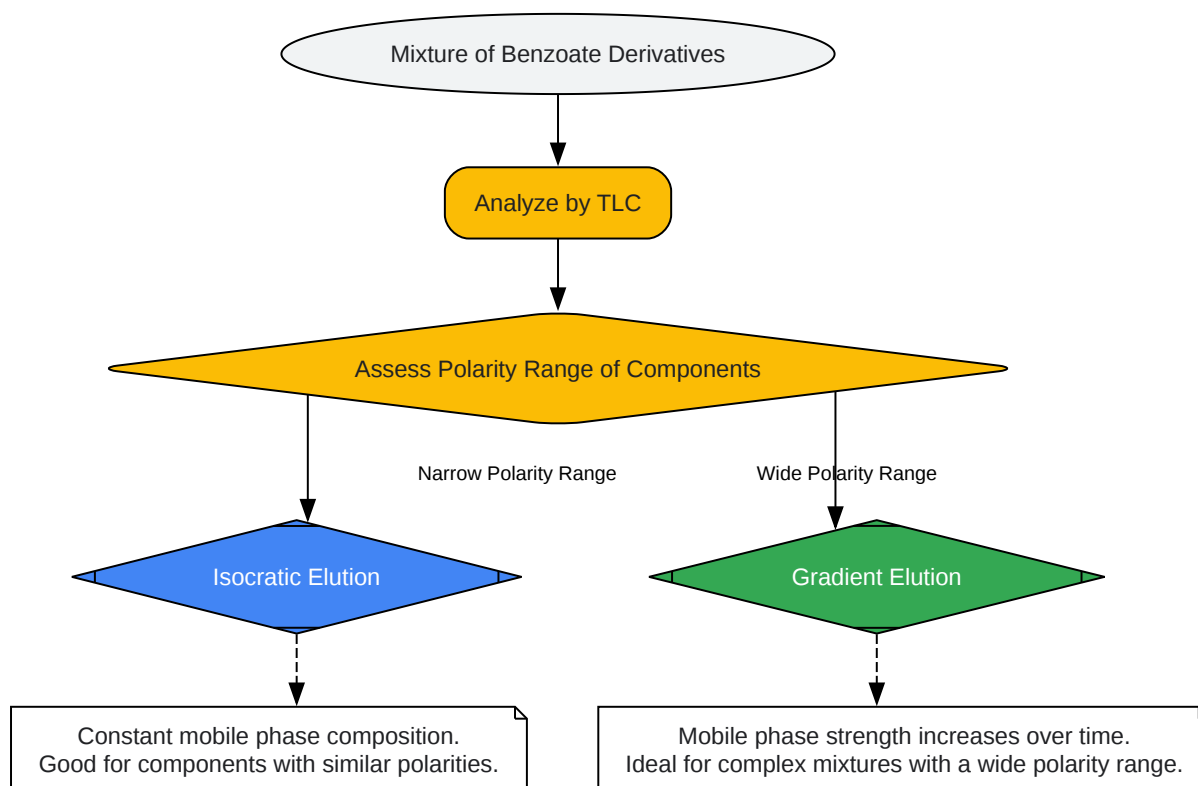 Mixture of Benzoate Derivatives
Analyze by TLC
Assess Polarity Range of Components
Narrow Polarity Range
Wide Polarity Range
Isocratic Elution
Gradient Elution
Constant mobile phase composition.
Good for components with similar polarities.
Mobile phase strength increases over time.
Ideal for complex mixtures with a wide polarity range.